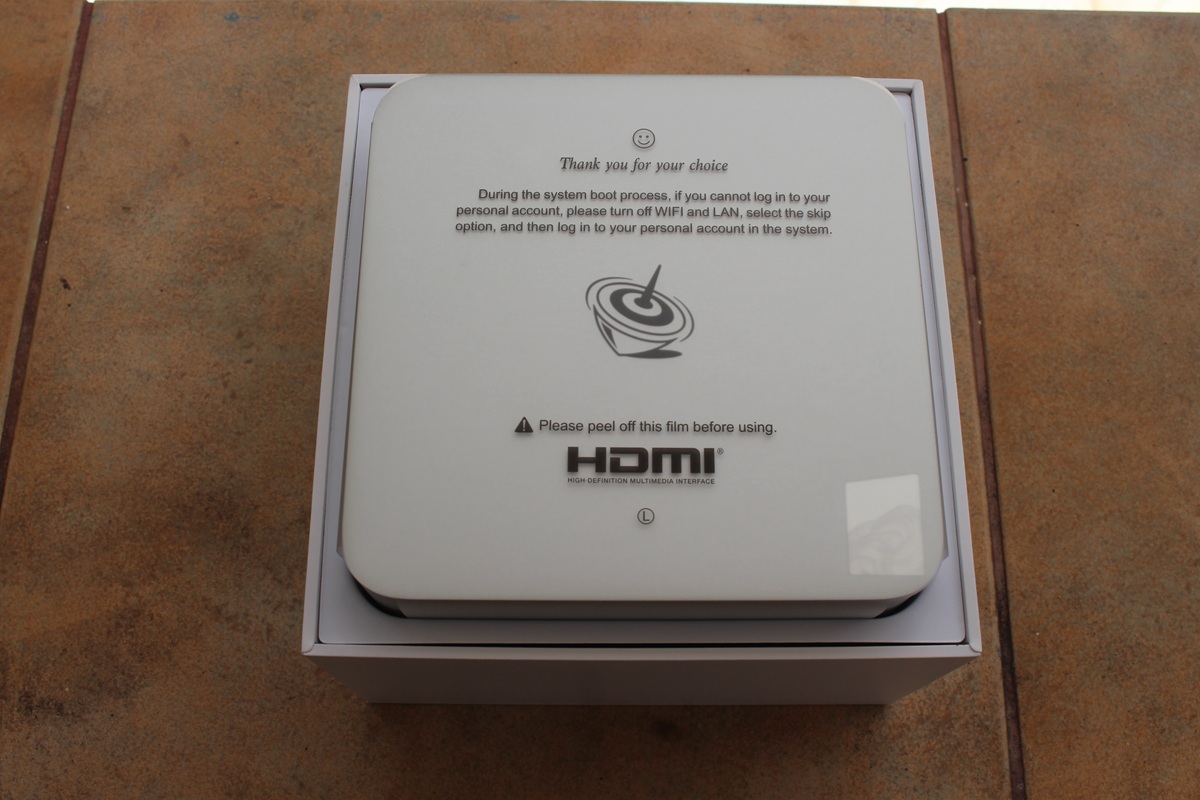 Thank you for your choice
During the system boot process, if you cannot log in to your
personal account, please turn off WIFI and LAN, select the skip
option, and then log in to your personal account in the system.
Please peel off this film before using.
HDMI®
HIGH-DEFINITION MULTIMEDIA INTERFACE
Ⓛ